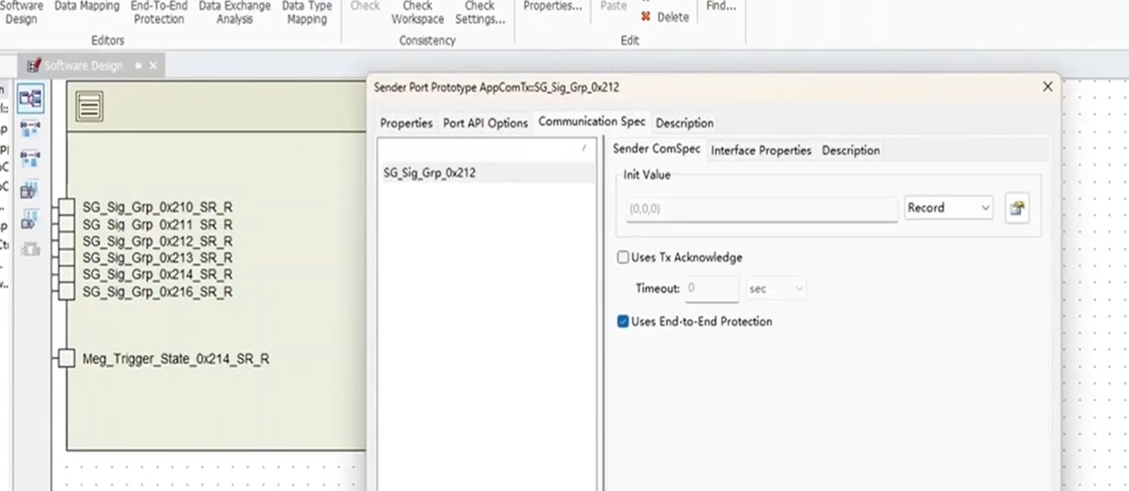 Software Design
Data Mapping
End-To-End Protection
Data Exchange Analysis
Data Type Mapping
Check
Check Workspace
Check Settings...
Properties...
Paste
Delete
Find...
Editors
Consistency
Edit
Software Design
Sender Port Prototype AppComTx::SG_Sig_Grp_0x212
Properties
Port API Options
Communication Spec
Description
SG_Sig_Grp_0x212
Sender ComSpec
Interface Properties
Description
Init Value
{0,0,0}
Record
Uses Tx Acknowledge
Timeout: 0 sec
Uses End-to-End Protection
SG_Sig_Grp_0x210_SR_R
SG_Sig_Grp_0x211_SR_R
SG_Sig_Grp_0x212_SR_R
SG_Sig_Grp_0x213_SR_R
SG_Sig_Grp_0x214_SR_R
SG_Sig_Grp_0x216_SR_R
Meg_Trigger_State_0x214_SR_R